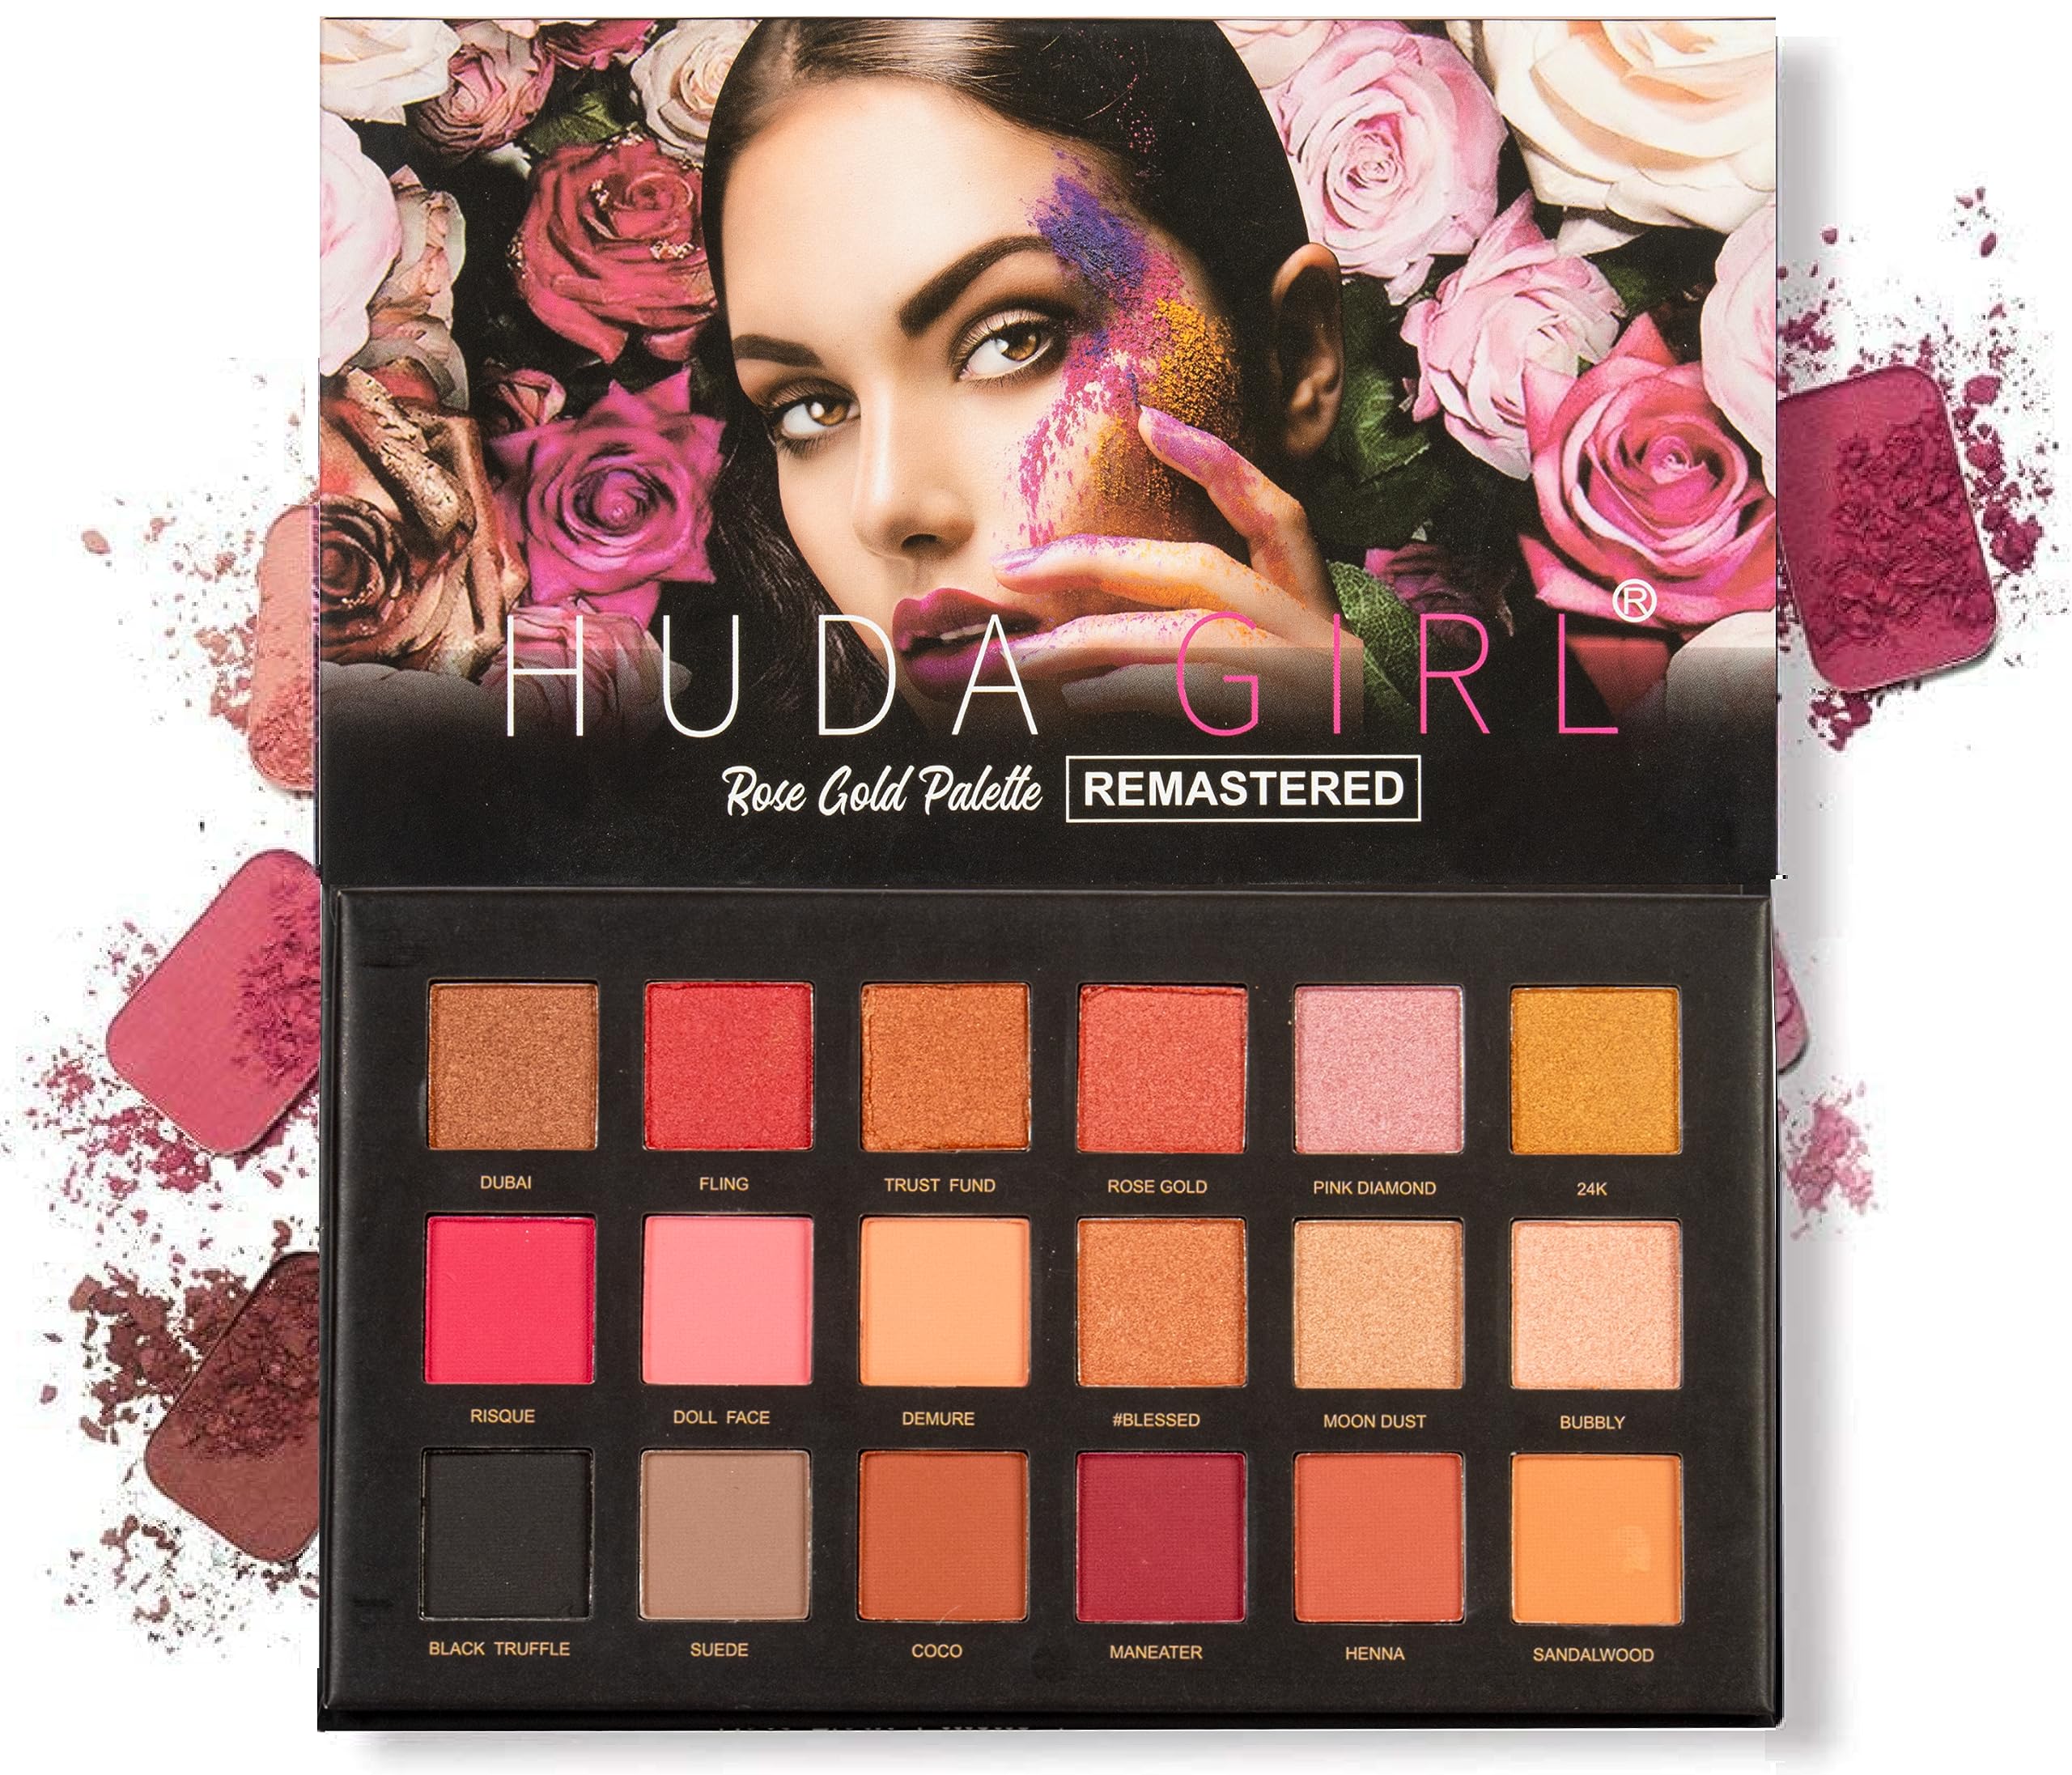 HUDA GIRL®
Rose Gold Palette REMASTERED
DUBAI FLING TRUST FUND ROSE GOLD PINK DIAMOND 24K
RISQUE DOLL FACE DEMURE #BLESSED MOON DUST BUBBLY
BLACK TRUFFLE SUEDE COCO MANEATER HENNA SANDALWOOD